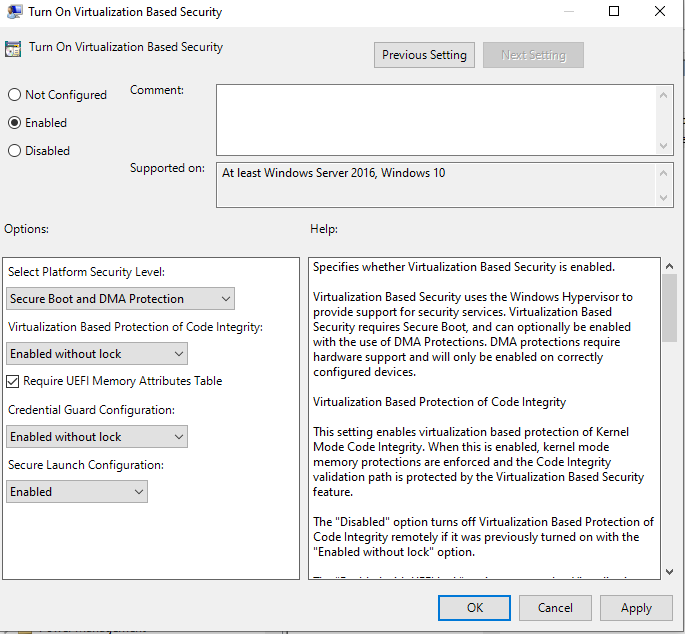 Turn On Virtualization Based Security
Turn On Virtualization Based Security
Previous Setting
Next Setting
Not Configured
Enabled
Disabled
Comment:
Supported on:
At least Windows Server 2016, Windows 10
Options:
Help:
Select Platform Security Level:
Secure Boot and DMA Protection
Virtualization Based Protection of Code Integrity:
Enabled without lock
Require UEFI Memory Attributes Table
Credential Guard Configuration:
Enabled without lock
Secure Launch Configuration:
Enabled
Specifies whether Virtualization Based Security is enabled.
Virtualization Based Security uses the Windows Hypervisor to
provide support for security services. Virtualization Based
Security requires Secure Boot, and can optionally be enabled
with the use of DMA Protections. DMA protections require
hardware support and will only be enabled on correctly
configured devices.
Virtualization Based Protection of Code Integrity
This setting enables virtualization based protection of Kernel
Mode Code Integrity. When this is enabled, kernel mode
memory protections are enforced and the Code Integrity
validation path is protected by the Virtualization Based Security
feature.
The "Disabled" option turns off Virtualization Based Protection of
Code Integrity remotely if it was previously turned on with the
"Enabled without lock" option.
OK
Cancel
Apply